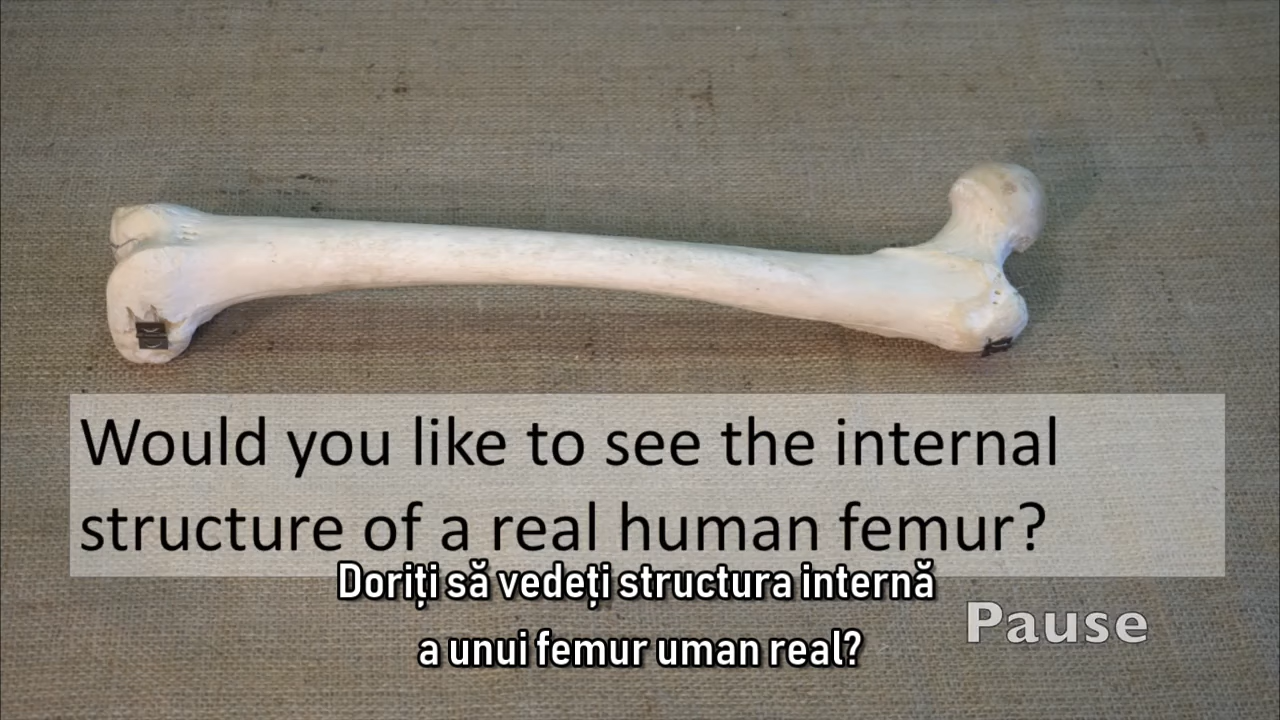 Would you like to see the internal
structure of a real human femur?
Doriți să vedeți structura internă
a unui femur uman real?
Pause